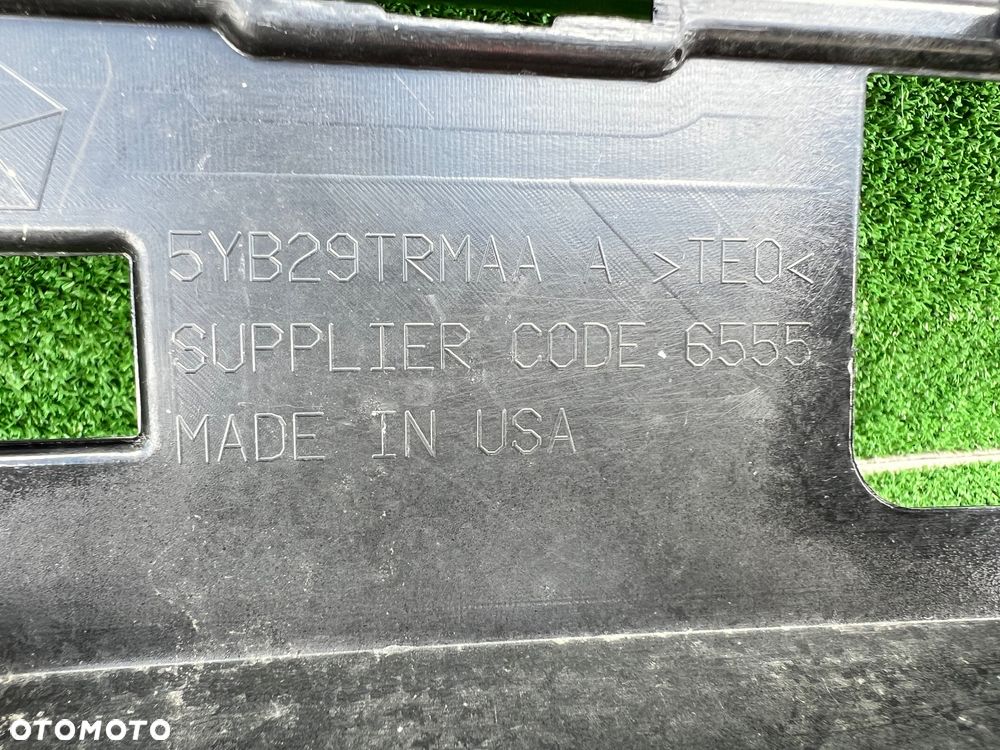 5YB29TRMAA A >TEO<
SUPPLIER CODE 6555
MADE IN USA
OTOMOTO